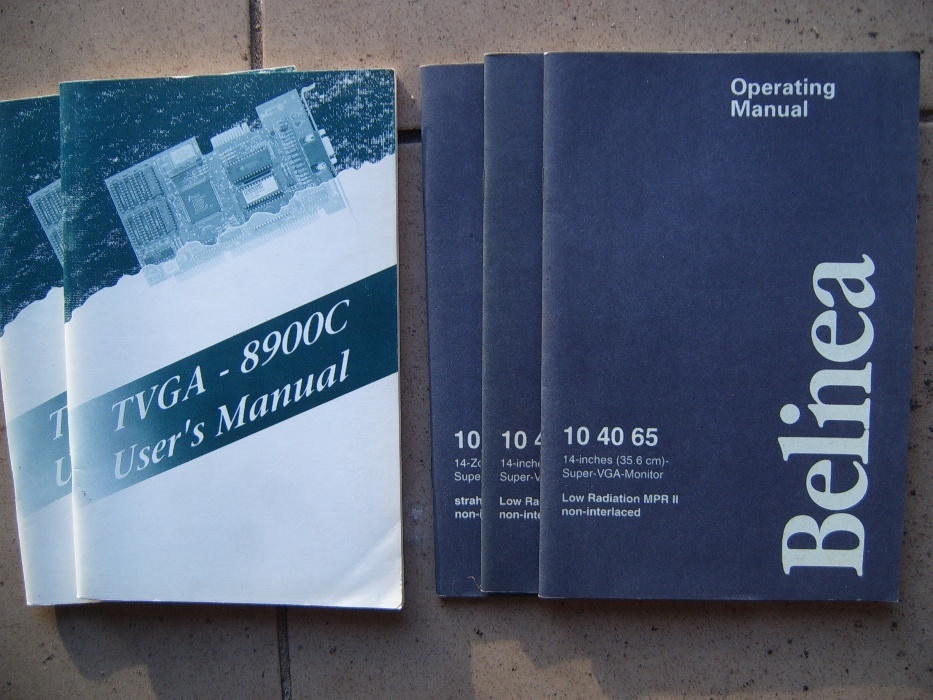 T
U
TVGA - 8900C
User's Manual
10
14-Zo
Supe
strah
non-i
10 4
14-inche
Super-V
Low Ra
non-inte
Operating
Manual
10 40 65
14-inches (35.6 cm)-
Super-VGA-Monitor
Low Radiation MPR II
non-interlaced
Belinea